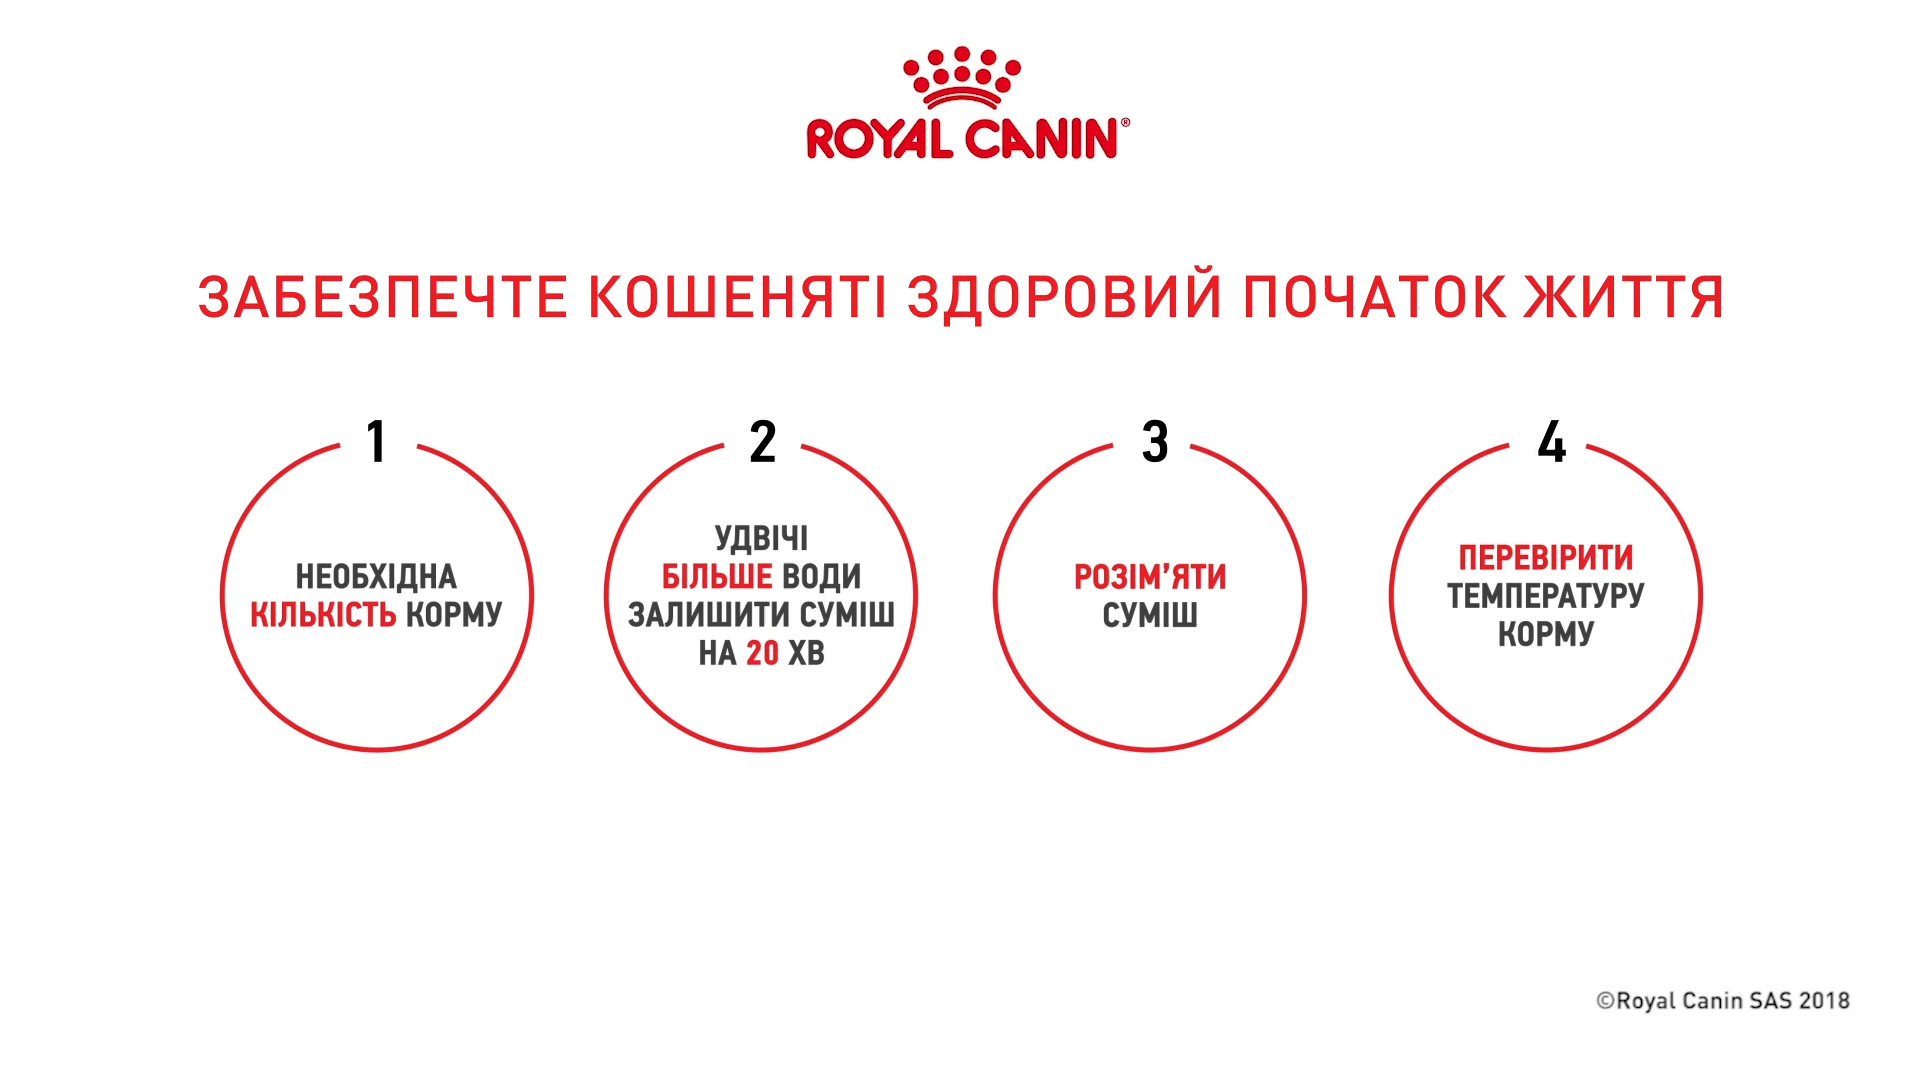 ROYAL CANIN®
ЗАБЕЗПЕЧТЕ КОШЕНЯТІ ЗДОРОВИЙ ПОЧАТОК ЖИТТЯ
1
НЕОБХІДНА
КІЛЬКІСТЬ КОРМУ
2
УДВІЧІ
БІЛЬШЕ ВОДИ
ЗАЛИШИТИ СУМІШ
НА 20 ХВ
3
РОЗІМ’ЯТИ
СУМІШ
4
ПЕРЕВІРИТИ
ТЕМПЕРАТУРУ
КОРМУ
©Royal Canin SAS 2018